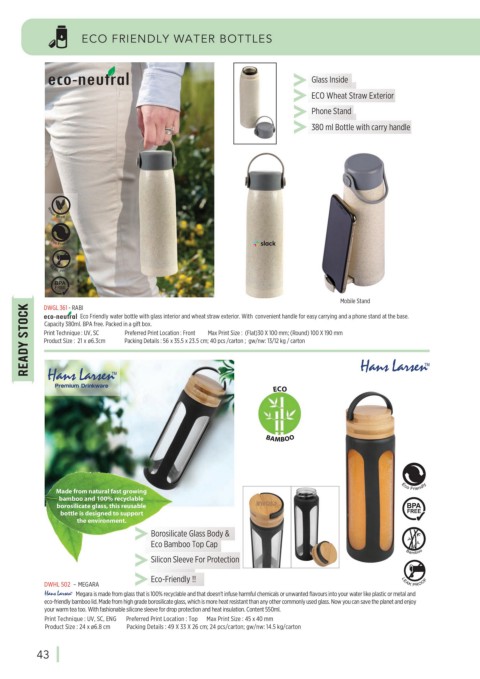 ECO FRIENDLY WATER BOTTLES
eco-neutral
Glass Inside
ECO Wheat Straw Exterior
Phone Stand
380 ml Bottle with carry handle
slack
BPA
FREE
Mobile Stand
READY STOCK
DWGL 361 - RABI
eco-neutral Eco Friendly water bottle with glass interior and wheat straw exterior. With convenient handle for easy carrying and a phone stand at the base.
Capacity 380ml. BPA free. Packed in a gift box.
Print Technique : UV, SC Preferred Print Location : Front Max Print Size : (Flat)30 X 100 mm; (Round) 100 X 190 mm
Product Size : 21 x ø6.3cm Packing Details : 56 x 35.5 x 23.5 cm; 40 pcs /carton ; gw/nw: 13/12 kg / carton
Hans Larsen™
Premium Drinkware
Hans Larsen™
ECO
BAMBOO
Made from natural fast growing
bamboo and 100% recyclable
borosilicate glass, this reusable
bottle is designed to support
the environment.
Eco Friendly
BPA
FREE
Bamboo
LEAK PROOF
Borosilicate Glass Body &
Eco Bamboo Top Cap
Silicon Sleeve For Protection
Eco-Friendly !!
DWHL 502 - MEGARA
Hans Larsen™ Megara is made from glass that is 100% recyclable and that doesn't infuse harmful chemicals or unwanted flavours into your water like plastic or metal and
eco-friendly bamboo lid. Made from high grade borosilicate glass, which is more heat resistant than any other commonly used glass. Now you can save the planet and enjoy
your warm tea too. With fashionable silicone sleeve for drop protection and heat insulation. Content 550ml.
Print Technique : UV, SC, ENG Preferred Print Location : Top Max Print Size : 45 x 40 mm
Product Size : 24 x ø6.8 cm Packing Details : 49 X 33 X 26 cm; 24 pcs/carton; gw/nw: 14.5 kg/carton
43